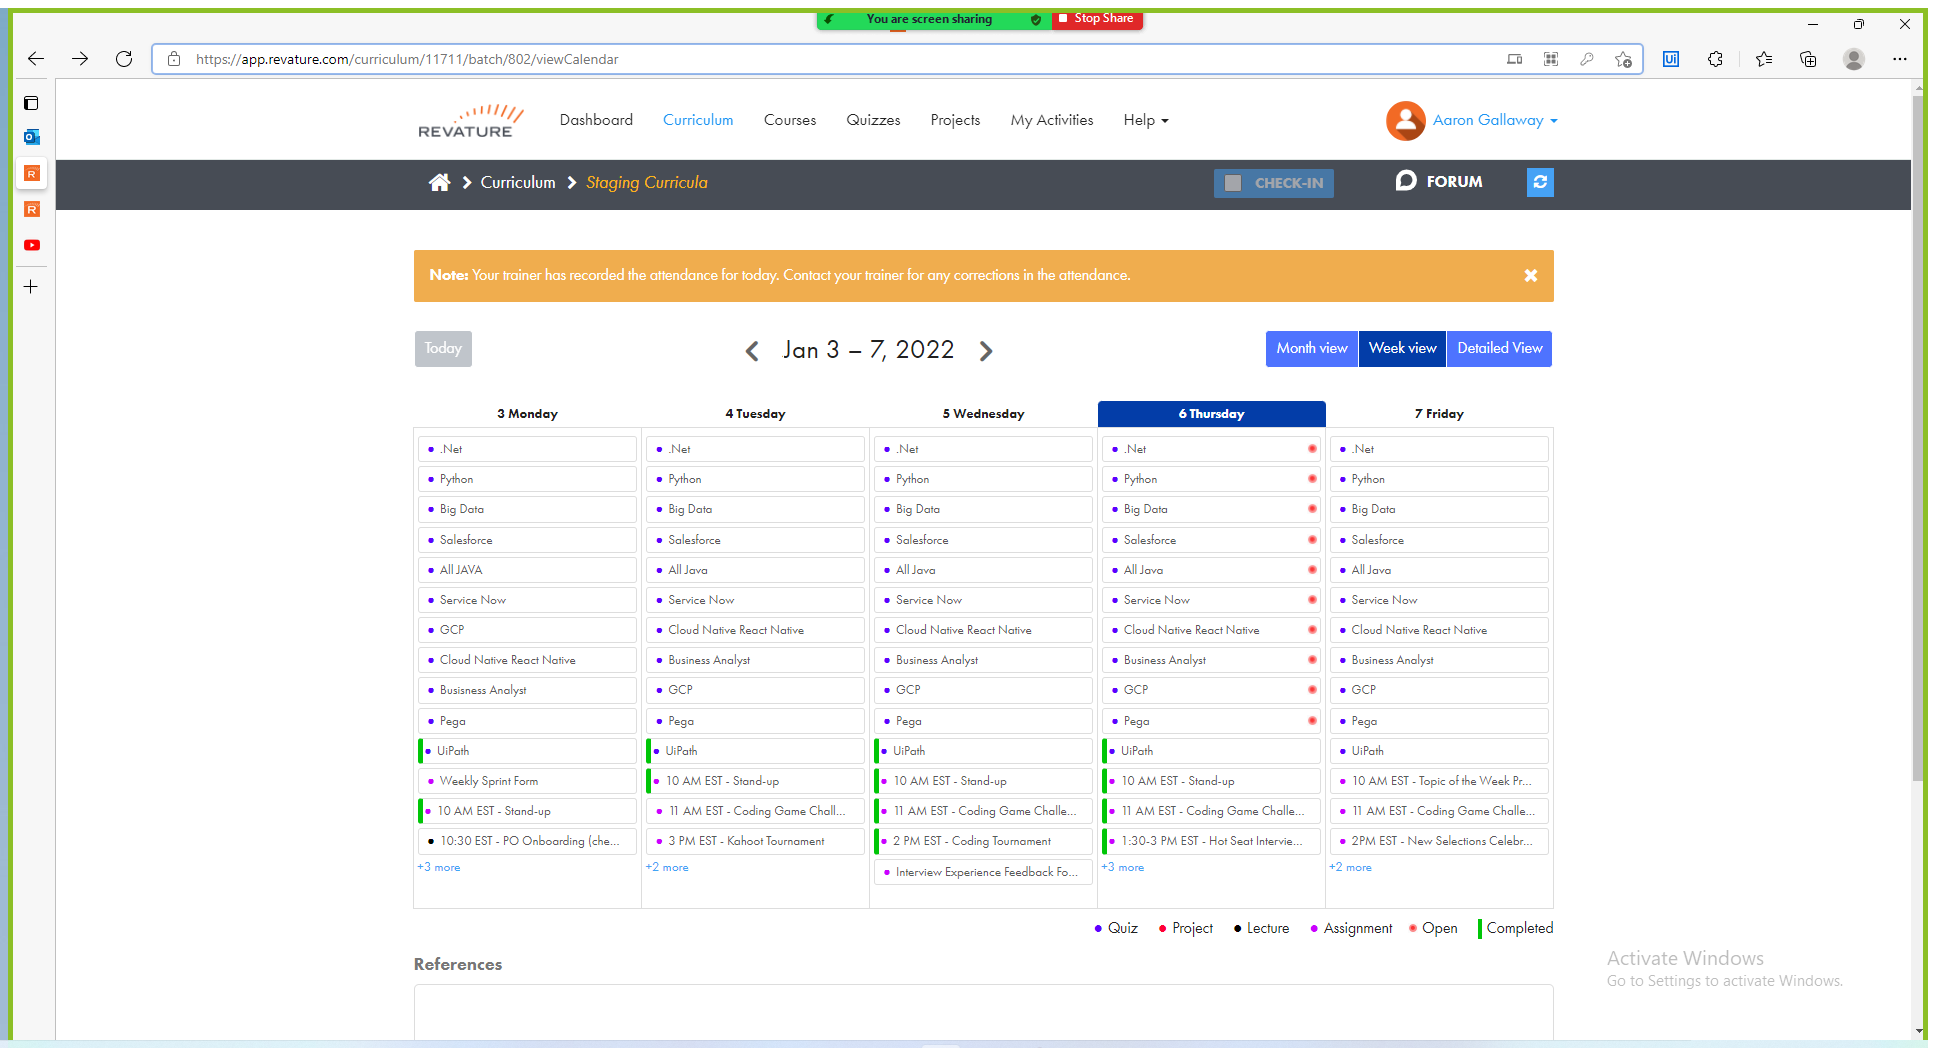 You are screen sharing
Stop Share
https://app.revature.com/curriculum/11711/batch/802/viewCalendar
REVATURE
Dashboard
Curriculum
Courses
Quizzes
Projects
My Activities
Help
Aaron Gallaway
Curriculum
Staging Curricula
CHECK-IN
FORUM
Note: Your trainer has recorded the attendance for today. Contact your trainer for any corrections in the attendance.
Today
Jan 3 – 7, 2022
Month view
Week view
Detailed View
3 Monday
.Net
Python
Big Data
Salesforce
All JAVA
Service Now
GCP
Cloud Native React Native
Busisness Analyst
Pega
UiPath
Weekly Sprint Form
10 AM EST - Stand-up
10:30 EST - PO Onboarding (che...
+3 more
4 Tuesday
.Net
Python
Big Data
Salesforce
All Java
Service Now
Cloud Native React Native
Business Analyst
GCP
Pega
UiPath
10 AM EST - Stand-up
11 AM EST - Coding Game Chall...
3 PM EST - Kahoot Tournament
+2 more
5 Wednesday
.Net
Python
Big Data
Salesforce
All Java
Service Now
Cloud Native React Native
Business Analyst
GCP
Pega
UiPath
10 AM EST - Stand-up
11 AM EST - Coding Game Challe...
2 PM EST - Coding Tournament
Interview Experience Feedback Fo...
6 Thursday
.Net
Python
Big Data
Salesforce
All Java
Service Now
Cloud Native React Native
Business Analyst
GCP
Pega
UiPath
10 AM EST - Stand-up
11 AM EST - Coding Game Challe...
1:30-3 PM EST - Hot Seat Intervie...
+3 more
7 Friday
.Net
Python
Big Data
Salesforce
All Java
Service Now
Cloud Native React Native
Business Analyst
GCP
Pega
UiPath
10 AM EST - Topic of the Week Pr...
11 AM EST - Coding Game Challe...
2PM EST - New Selections Celebr...
+2 more
Quiz
Project
Lecture
Assignment
Open
Completed
References
Activate Windows
Go to Settings to activate Windows.